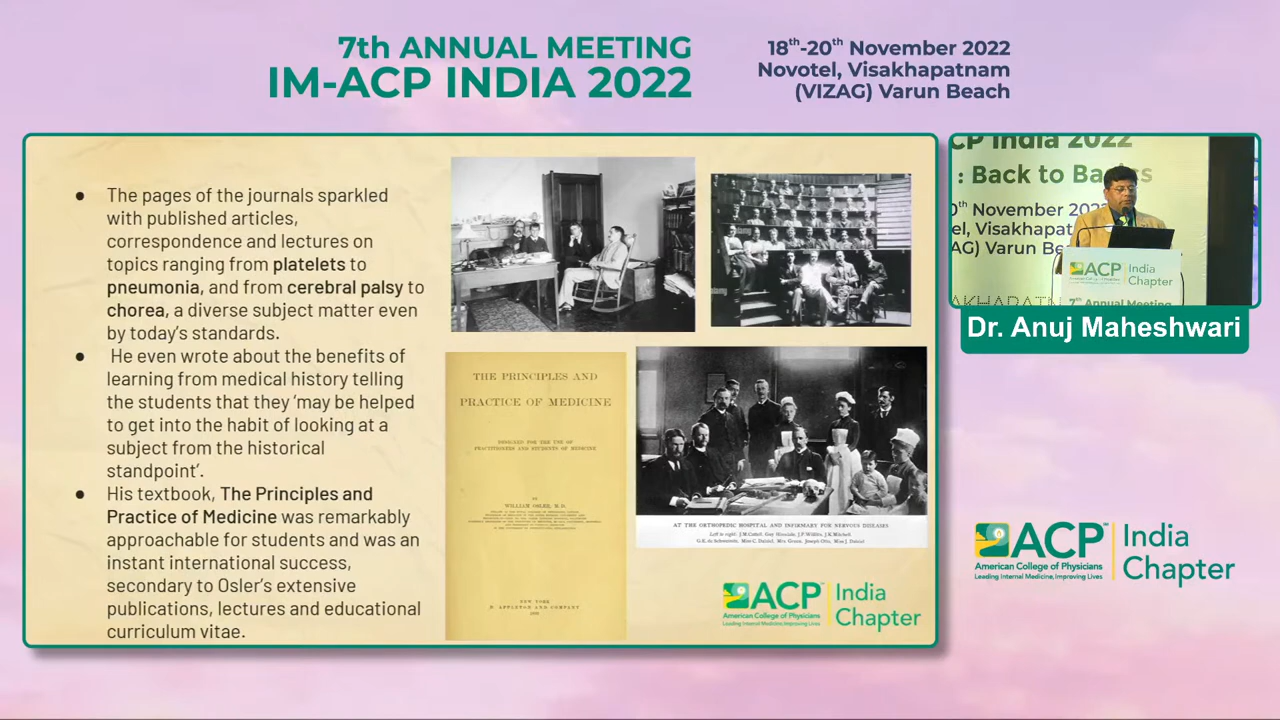 7th ANNUAL MEETING
IM-ACP INDIA 2022
18th-20th November 2022
Novotel, Visakhapatnam
(VIZAG) Varun Beach
● The pages of the journals sparkled
with published articles,
correspondence and lectures on
topics ranging from platelets to
pneumonia, and from cerebral palsy to
chorea, a diverse subject matter even
by today's standards.
● He even wrote about the benefits of
learning from medical history telling
the students that they 'may be helped
to get into the habit of looking at a
subject from the historical
standpoint'.
● His textbook, The Principles and
Practice of Medicine was remarkably
approachable for students and was an
instant international success,
secondary to Osler's extensive
publications, lectures and educational
curriculum vitae.
THE PRINCIPLES AND
PRACTICE OF MEDICINE
DESIGNED FOR THE USE OF
PRACTITIONERS AND STUDENTS OF MEDICINE
BY
WILLIAM OSLER, M.D.
NEW YORK
D. APPLETON AND COMPANY
AT THE ORTHOPEDIC HOSPITAL AND INFIRMARY FOR NERVOUS DISEASES
ACP
American College of Physicians
Leading Internal Medicine, Improving Lives
India
Chapter
CP India 2022
: Back to Basics
November 202
el, Visakhapat
AG) Varun Be
ACP India
Chapter
7th Annual Meeting
Dr. Anuj Maheshwari
ACP™
American College of Physicians
Leading Internal Medicine, Improving Lives
India
Chapter